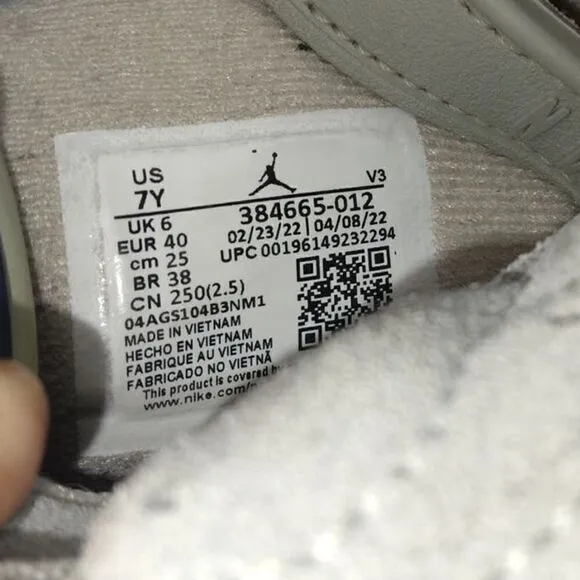 US
7Y
V3
UK 6
384665-012
EUR 40
02/23/22 04/08/22
cm 25
UPC 00196149232294
BR 38
CN 250(2.5)
04AGS104B3NM1
MADE IN VIETNAM
HECHO EN VIETNAM
FABRIQUE AU VIETNAM
FABRICADO NO VIETNÃ
This product is covered by
www.nike.com/